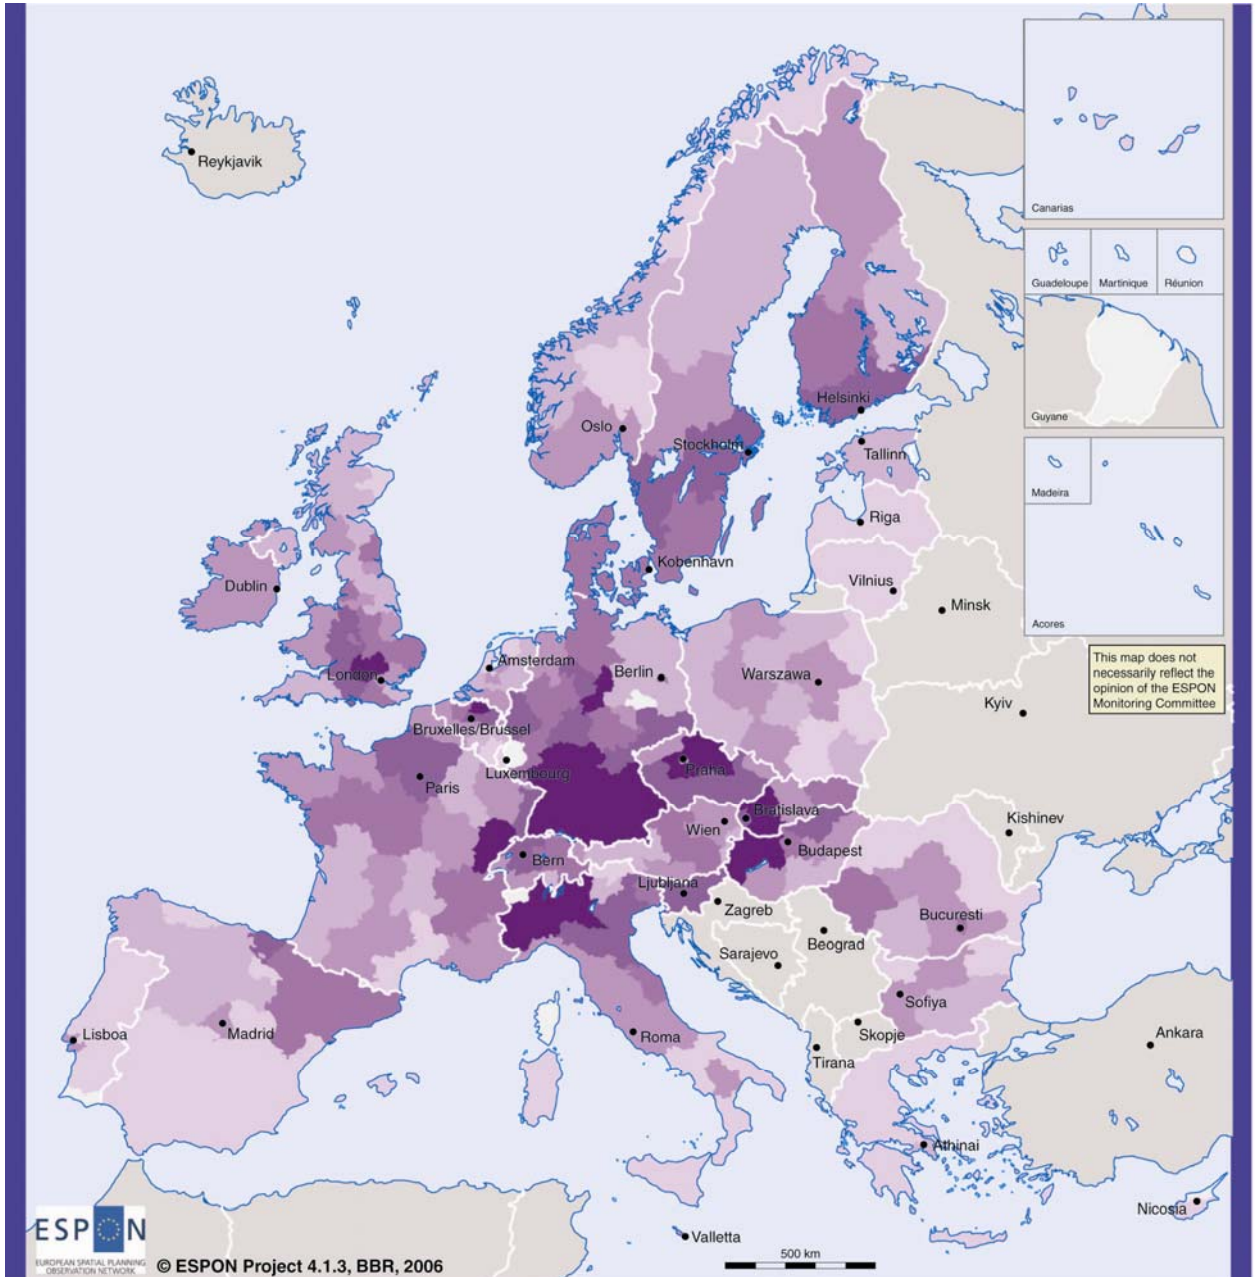 Reykjavik
Canarias
Guadeloupe
Martinique
Réunion
Guyane
Helsinki
Oslo
Stockholm
Tallinn
Madeira
Riga
Kobenhavn
Dublin
Vilnius
Minsk
Acores
This map does not
necessarily reflect the
opinion of the ESPON
Monitoring Committee
Amsterdam
London
Berlin
Warszawa
Kyiv
Bruxelles/Brussel
Luxembourg
Paris
Praha
Bratislava
Wien
Kishinev
Bern
Budapest
Ljubljana
Zagreb
Bucuresti
Beograd
Sarajevo
Sofiya
Lisboa
Madrid
Roma
Skopje
Tirana
Ankara
Athinai
Nicosia
Valletta
ESPON
EUROPEAN SPATIAL PLANNING
OBSERVATION NETWORK
© ESPON Project 4.1.3, BBR, 2006
500 km